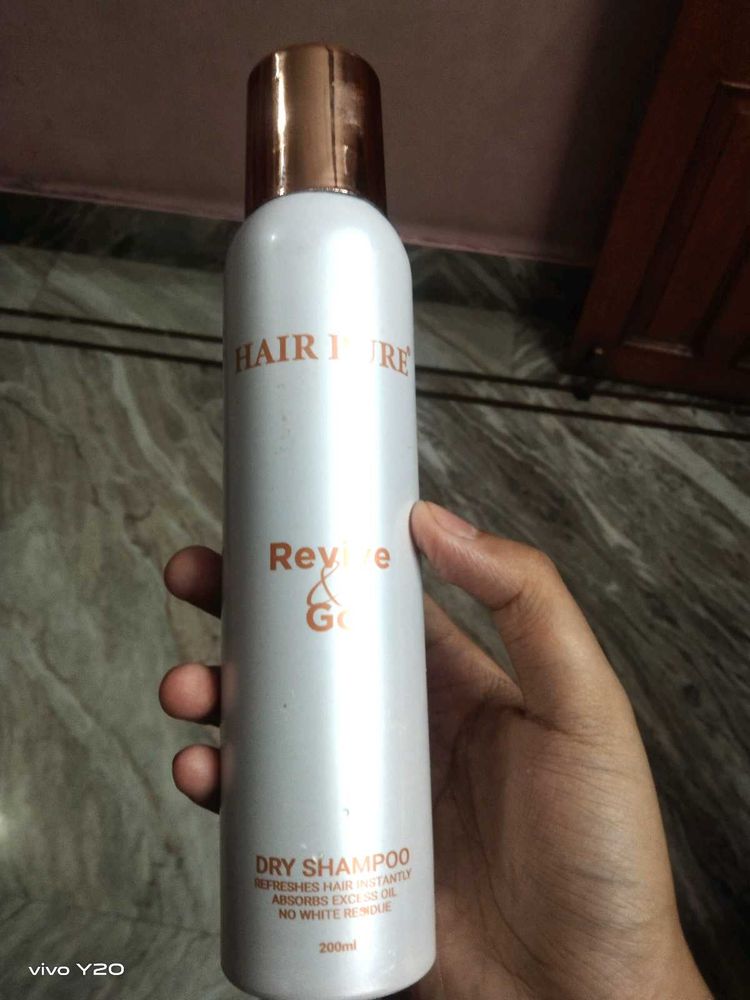 HAIR PURE®
Revive
&
Go
DRY SHAMPOO
REFRESHES HAIR INSTANTLY
ABSORBS EXCESS OIL
NO WHITE RESIDUE
200ml
vivo Y20